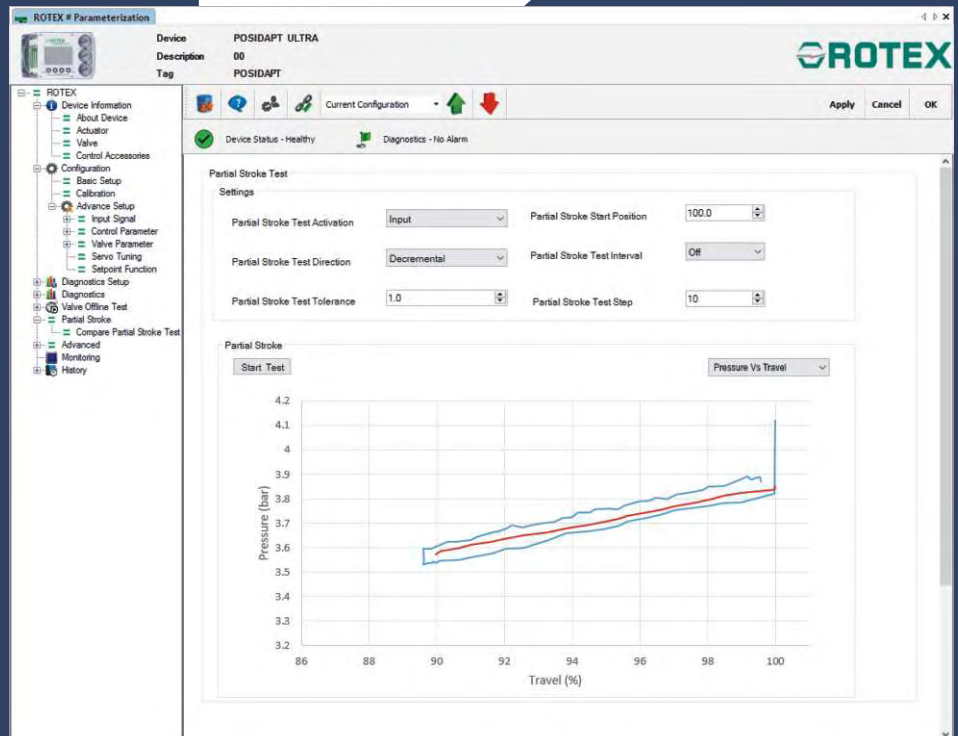 ROTEX # Parameterization
Device POSIDAPT ULTRA
Description 00
Tag POSIDAPT
ROTEX
ROTEX
Device Information
About Device
Actuator
Valve
Control Accessories
Configuration
Basic Setup
Calibration
Advance Setup
Input Signal
Control Parameter
Valve Parameter
Servo Tuning
Setpoint Function
Diagnostics Setup
Diagnostics
Valve Offline Test
Partial Stroke
Compare Partial Stroke Test
Advanced
Monitoring
History
Current Configuration
Apply Cancel OK
Device Status - Healthy Diagnostics - No Alarm
Partial Stroke Test
Settings
Partial Stroke Test Activation Input Partial Stroke Start Position 100.0
Partial Stroke Test Direction Decremental Partial Stroke Test Interval Off
Partial Stroke Test Tolerance 1.0 Partial Stroke Test Step 10
Partial Stroke
Start Test Pressure Vs Travel
4.2
4.1
4
3.9
3.8
3.7
3.6
3.5
3.4
3.3
3.2
Pressure (bar)
86 88 90 92 94 96 98 100
Travel (%)